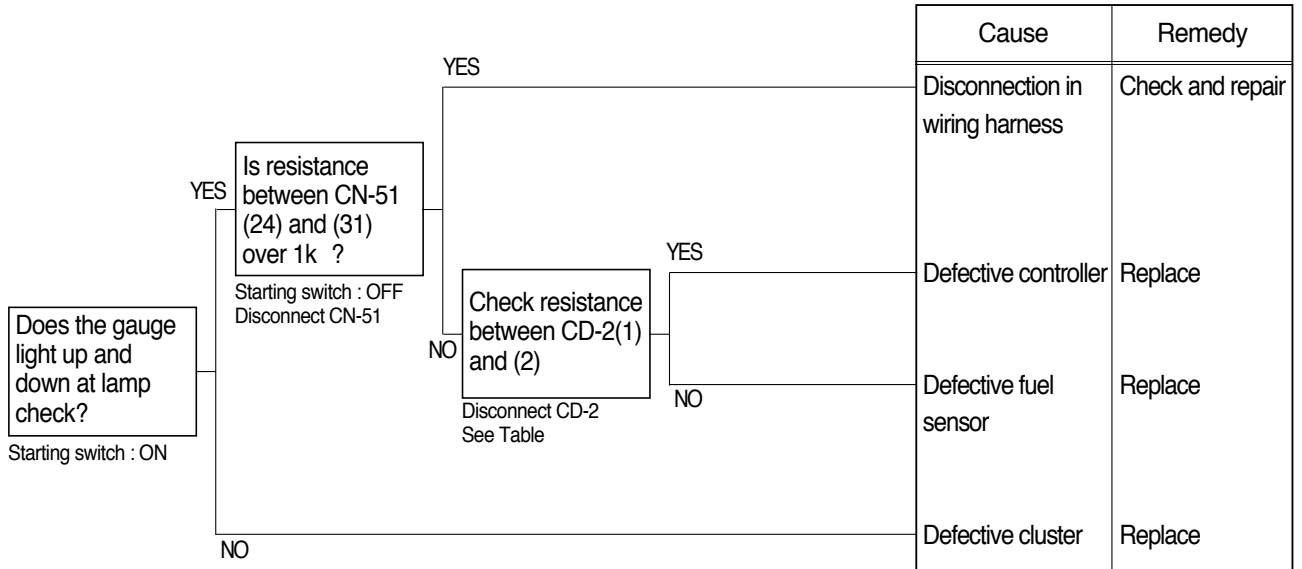 Cause
Remedy
YES
Disconnection in
wiring harness
Check and repair
YES
Is resistance
between CN-51
(24) and (31)
over 1k ?
Starting switch : OFF
Disconnect CN-51
YES
Defective controller
Replace
NO
Check resistance
between CD-2(1)
and (2)
Disconnect CD-2
See Table
NO
Defective fuel
sensor
Replace
Does the gauge
light up and
down at lamp
check?
Starting switch : ON
NO
Defective cluster
Replace